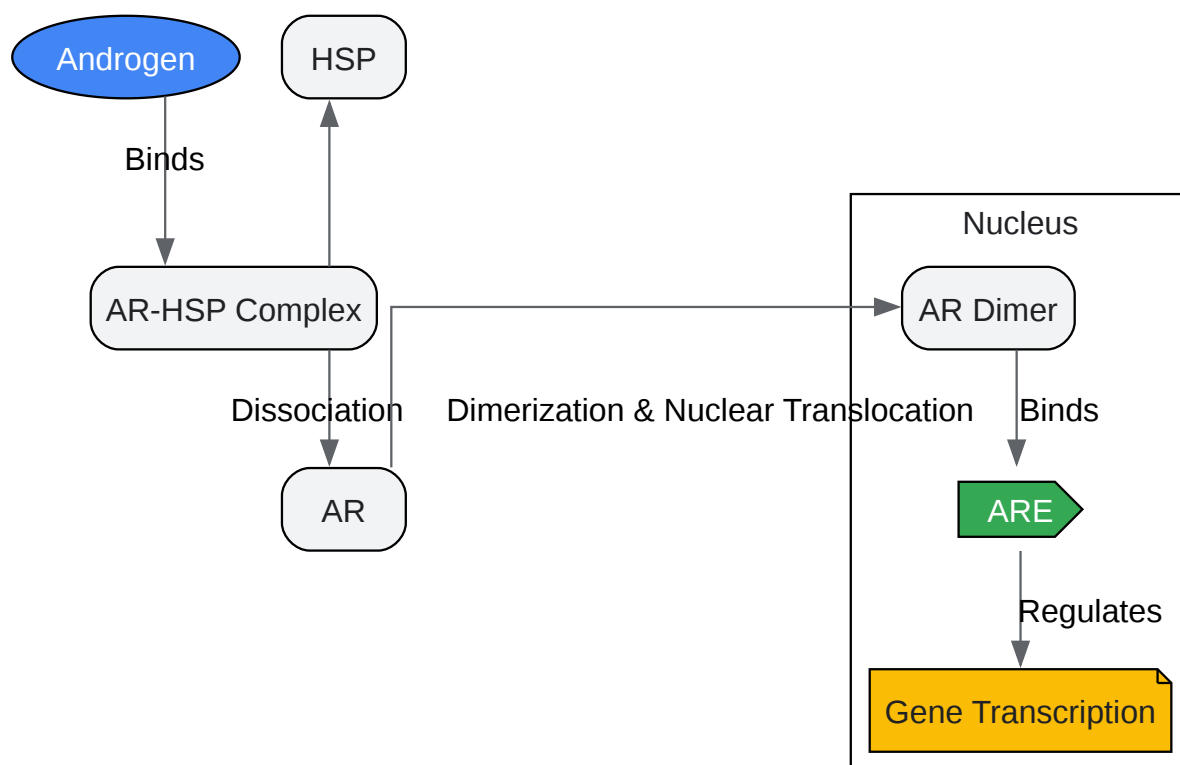 Androgen
HSP
Binds
Nucleus
AR-HSP Complex
AR Dimer
Dissociation
Dimerization & Nuclear Translocation
Binds
AR
ARE
Regulates
Gene Transcription